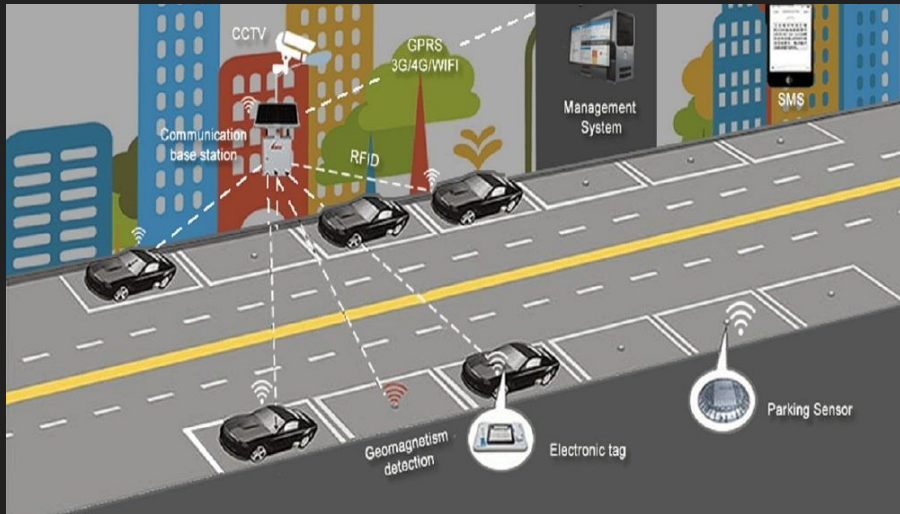 CCTV
GPRS
3G/4G/WIFI
Management
System
SMS
Communication
base station
RFID
Parking Sensor
Geomagnetism
detection
Electronic tag